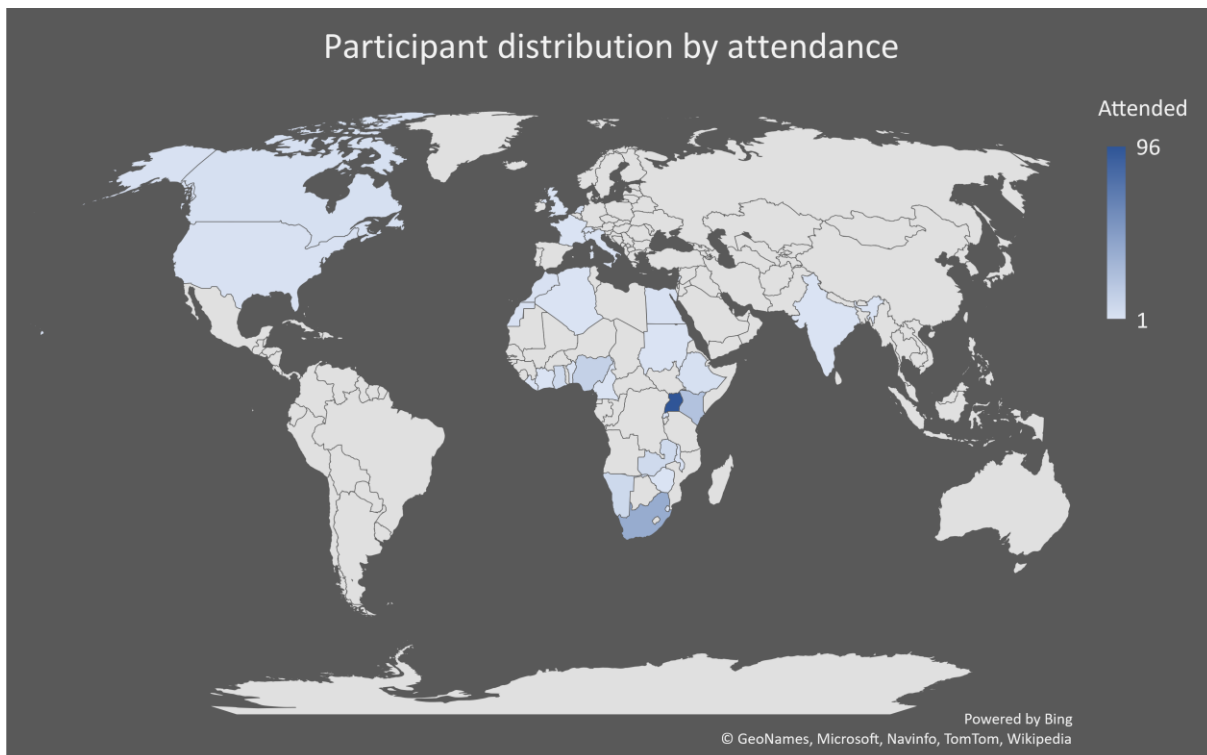 Participant distribution by attendance
Attended
96
1
Powered by Bing
© GeoNames, Microsoft, Navinfo, TomTom, Wikipedia